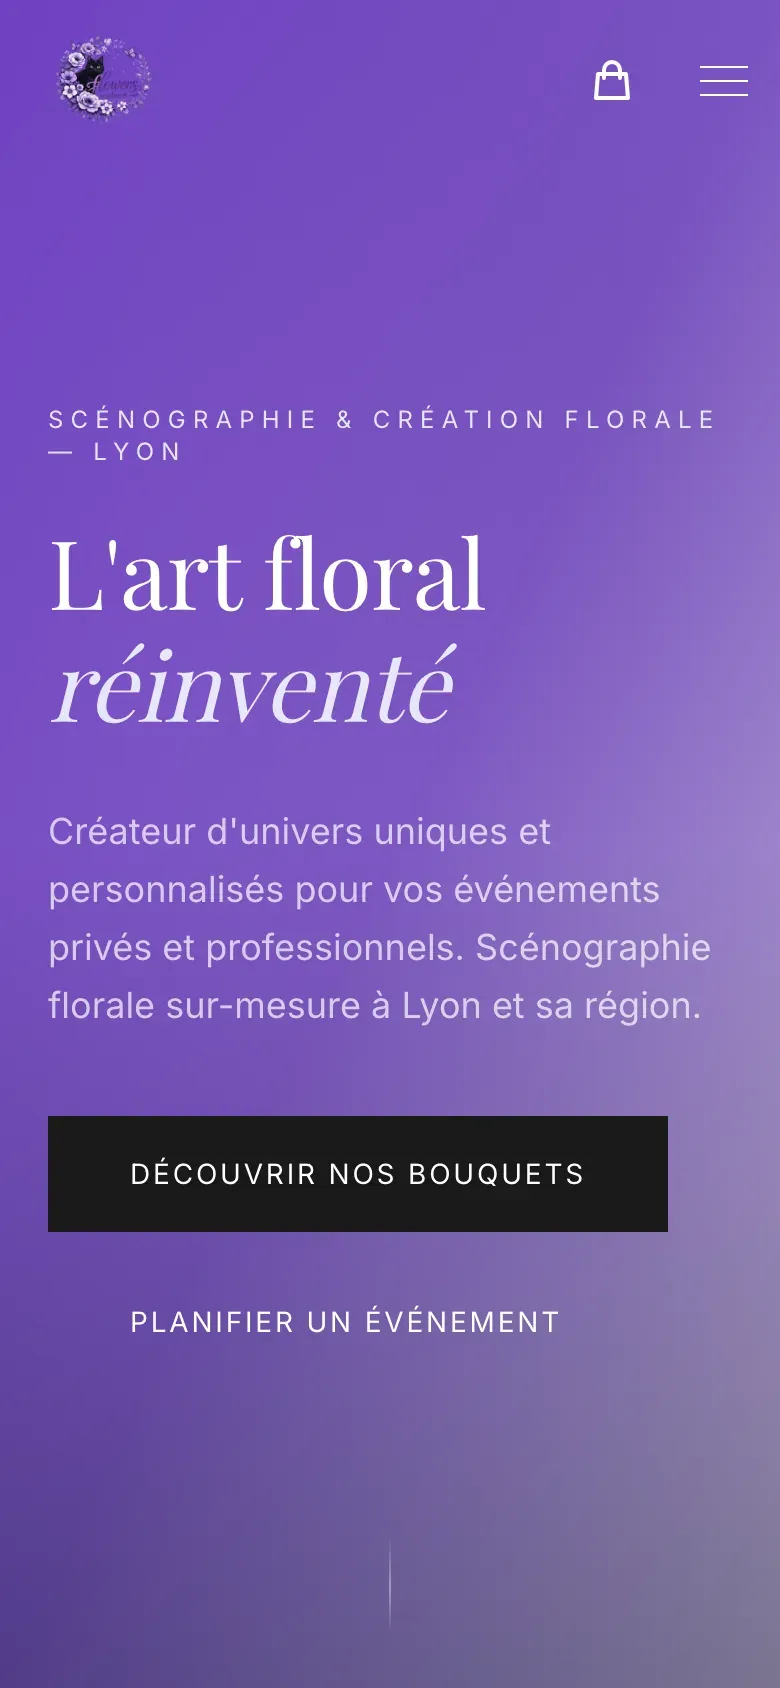 flowers
SCÉNOGRAPHIE & CRÉATION FLORALE
— LYON
L'art floral
réinventé
Créateur d'univers uniques et
personnalisés pour vos événements
privés et professionnels. Scénographie
florale sur-mesure à Lyon et sa région.
DÉCOUVRIR NOS BOUQUETS
PLANIFIER UN ÉVÉNEMENT